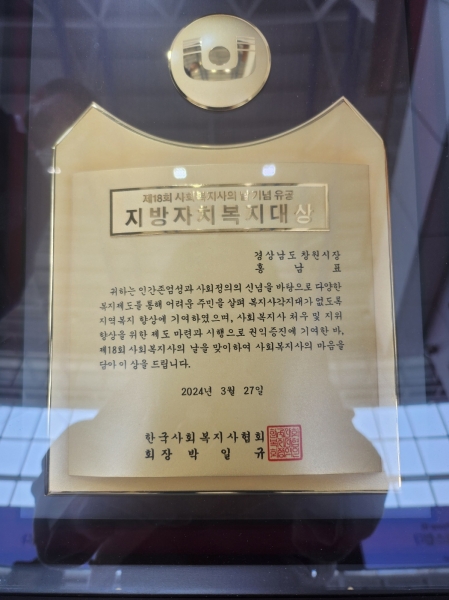 제18회 사회복지사의 날 기념 유공
지방자치복지대상
경상남도 창원시장
홍 남 표
귀하는 인간존엄성과 사회정의의 신념을 바탕으로 다양한
복지제도를 통해 어려운 주민을 살펴 복지사각지대가 없도록
지역복지 향상에 기여하였으며, 사회복지사 처우 및 지위
향상을 위한 제도 마련과 시행으로 권익증진에 기여한 바,
제18회 사회복지사의 날을 맞이하여 사회복지사의 마음을
담아 이 상을 드립니다.
2024년 3월 27일
한국사회복지사협회
회장 박일규